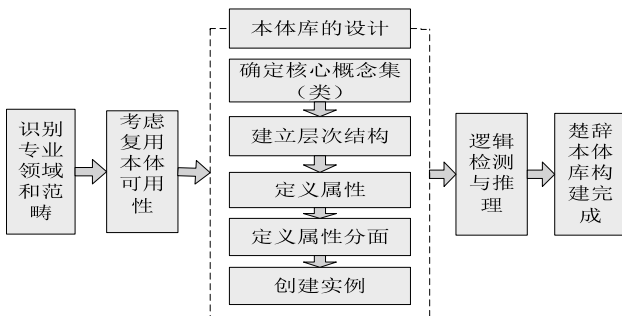 识别
专业
领域
和范
畴
考虑
复用
本体
可用
性
本体库的设计
确定核心概念集
（类）
建立层次结构
定义属性
定义属性分面
创建实例
逻辑
检测
与推
理
楚辞
本体
库构
建完
成